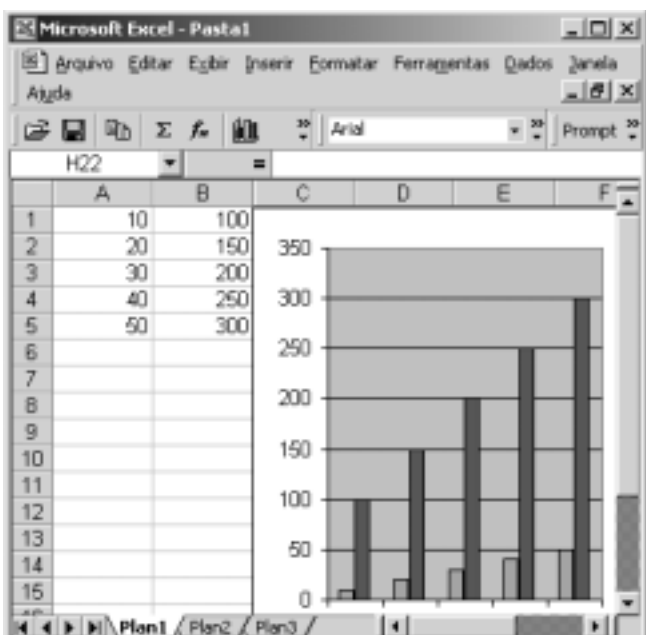 Microsoft Excel - Pasta1
Arquivo Editar Exibir Inserir Formatar Ferramentas Dados Janela
Ajuda
Σ fx Arial » Prompt »
H22 =
A B C D E F
1 10 100
2 20 150
3 30 200
4 40 250
5 50 300
6
7
8
9
10
11
12
13
14
15
350
300
250
200
150
100
50
0
Plan1 Plan2 Plan3